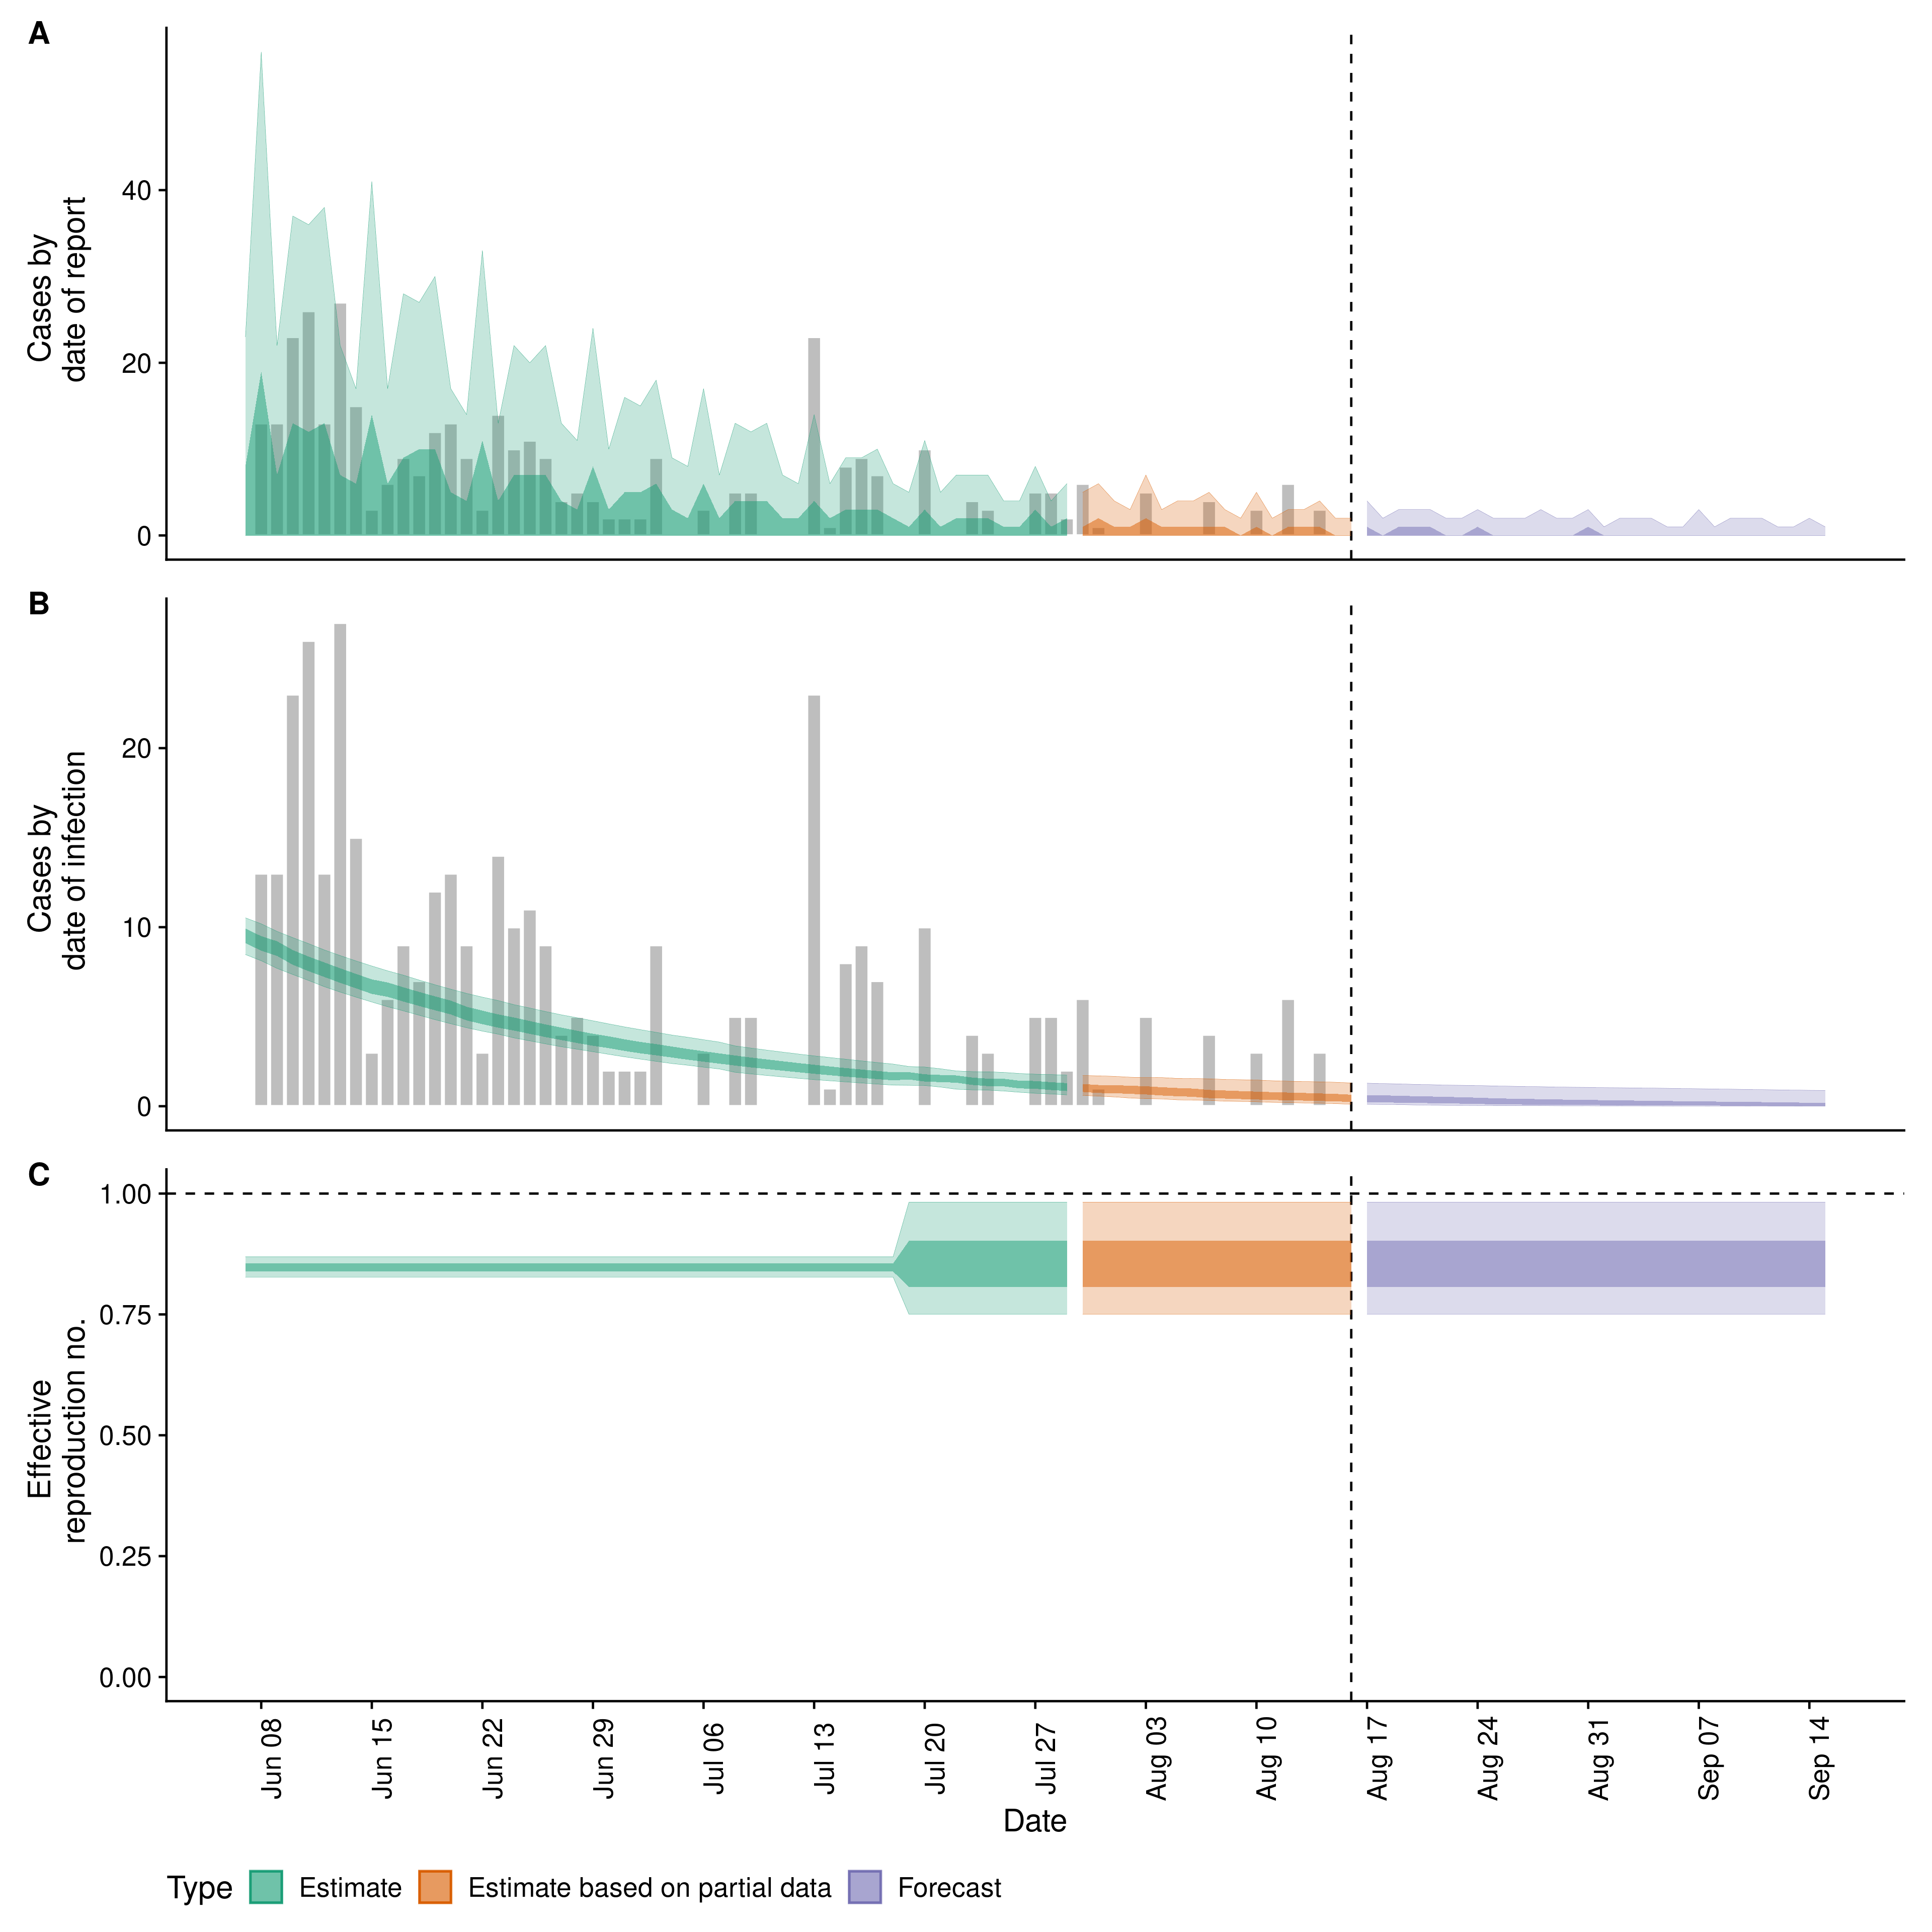 A
Cases by
date of report
40
20
0
B
Cases by
date of infection
20
10
0
C
Effective
reproduction no.
1.00
0.75
0.50
0.25
0.00
Jun 08
Jun 15
Jun 22
Jun 29
Jul 06
Jul 13
Jul 20
Jul 27
Aug 03
Aug 10
Aug 17
Aug 24
Aug 31
Sep 07
Sep 14
Date
Type Estimate Estimate based on partial data Forecast